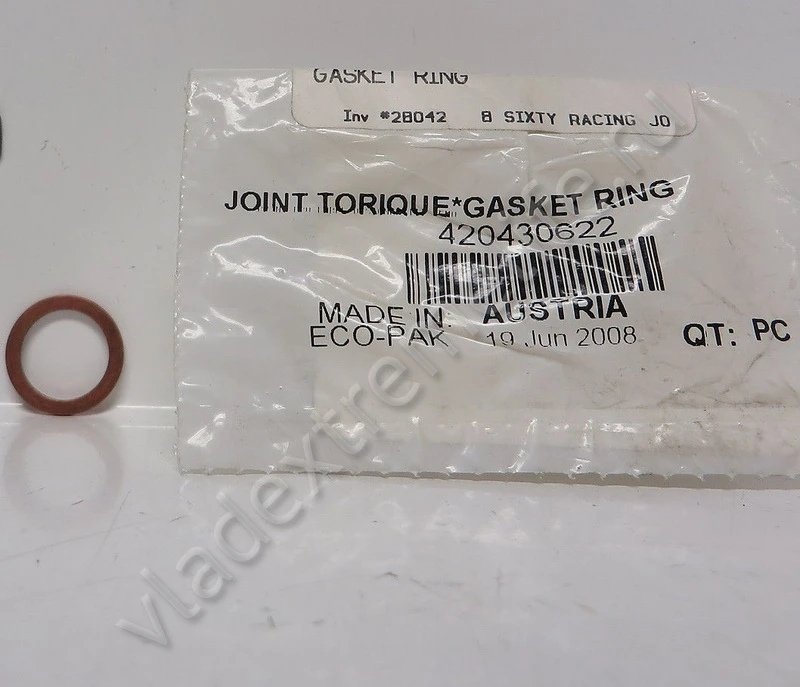 GASKET RING
Inv #28042 8 SIXTY RACING JO
JOINT TORIQUE*GASKET RING
420430622
MADE IN: AUSTRIA
ECO-PAK 19 Jun 2008 QT: PC
vladextreme.ru